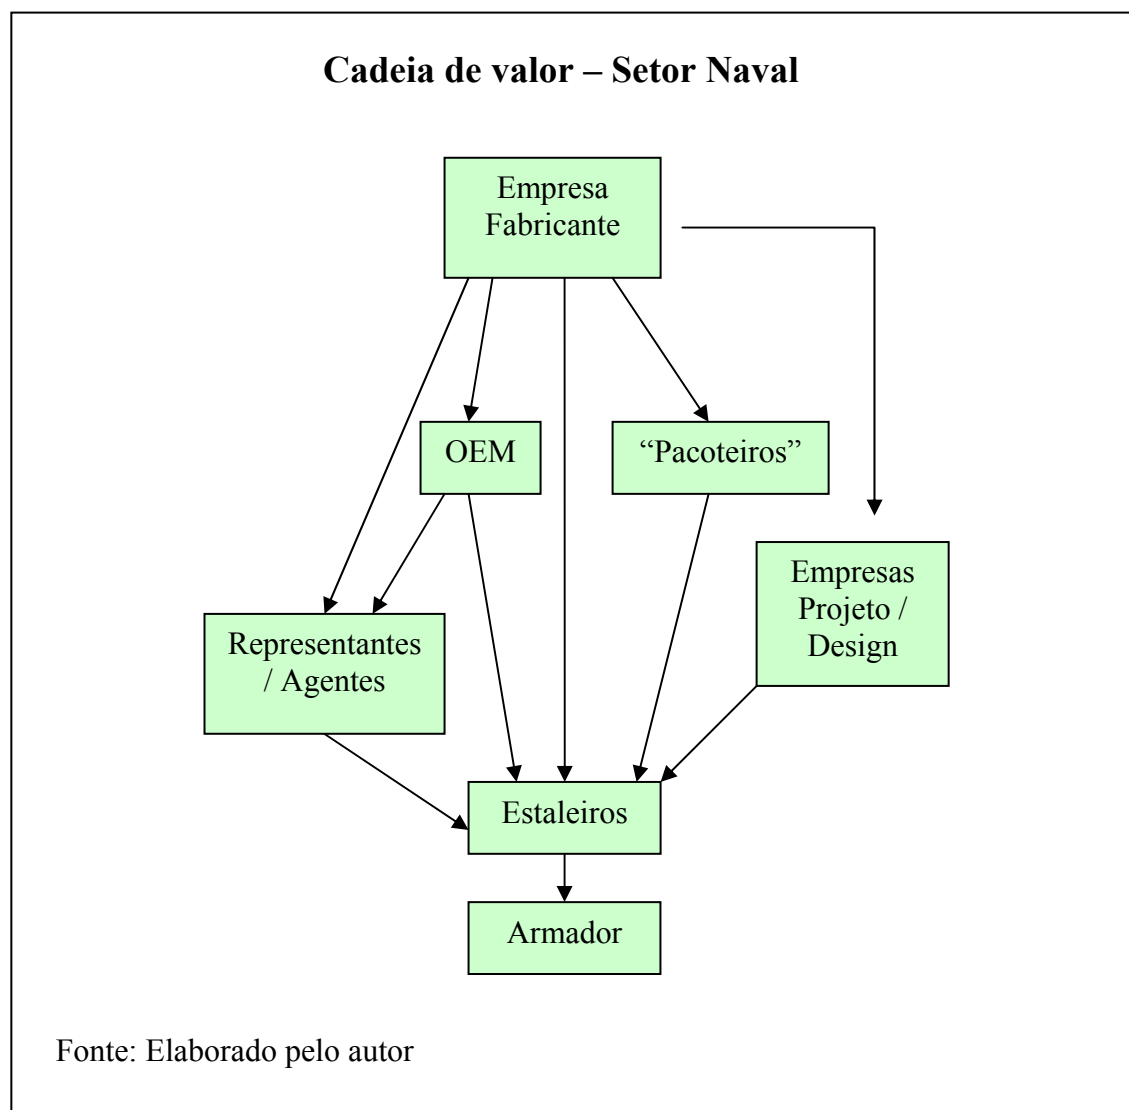 Cadeia de valor – Setor Naval
Empresa
Fabricante
OEM
“Pacoteiros”
Empresas
Projeto /
Design
Representantes
/ Agentes
Estaleiros
Armador
Fonte: Elaborado pelo autor